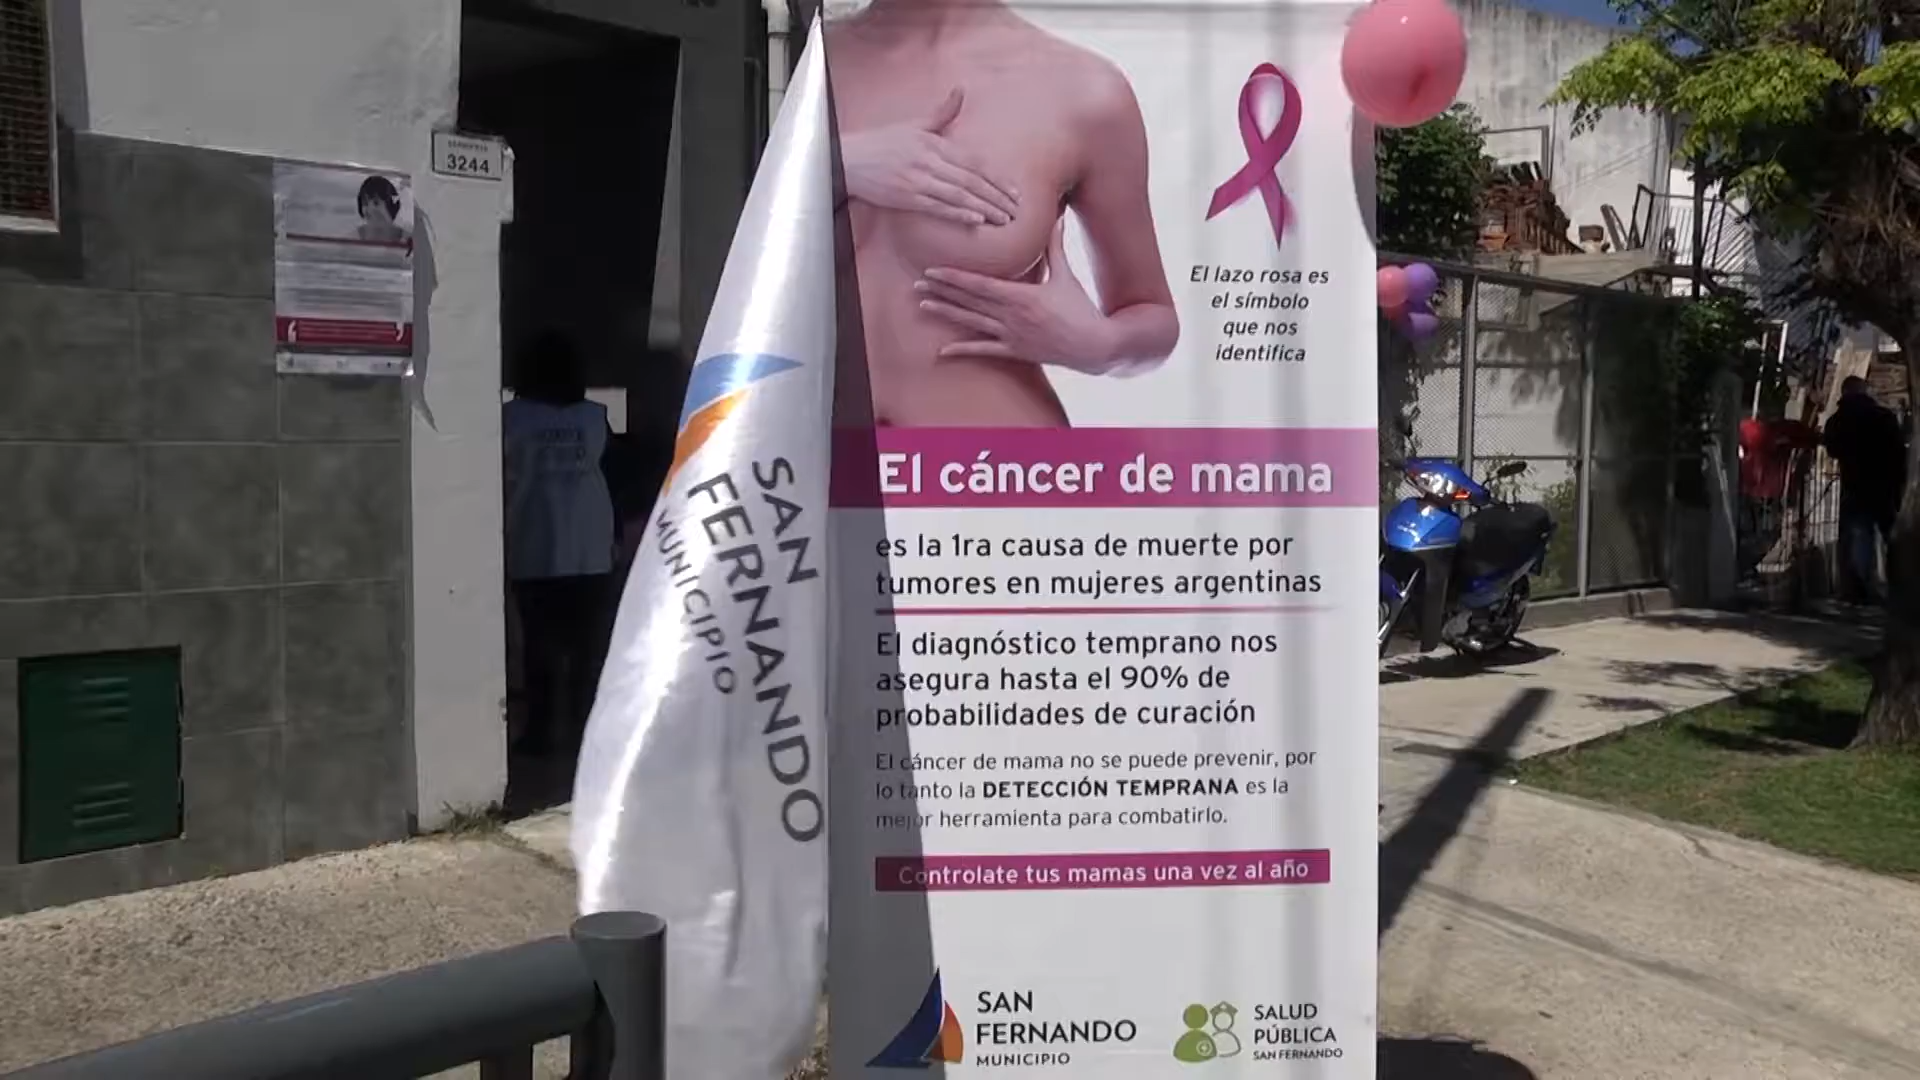 3244
El lazo rosa es
el símbolo
que nos
identifica
El cáncer de mama
es la 1ra causa de muerte por
tumores en mujeres argentinas
El diagnóstico temprano nos
asegura hasta el 90% de
probabilidades de curación
El cáncer de mama no se puede prevenir, por
lo tanto la DETECCIÓN TEMPRANA es la
mejor herramienta para combatirlo.
Controlate tus mamas una vez al año
SAN
FERNANDO
MUNICIPIO
SALUD
PÚBLICA
SAN FERNANDO
SAN
FERNANDO
MUNICIPIO